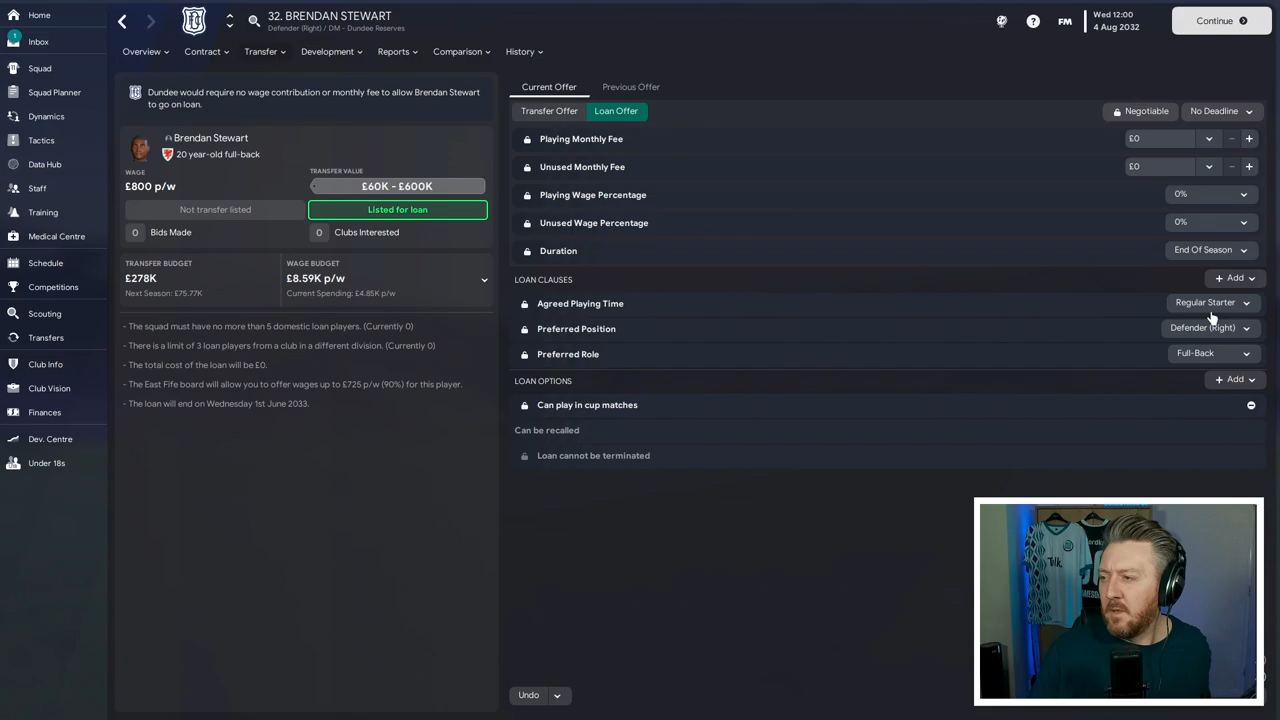 Home
1
Inbox
Squad
Squad Planner
Dynamics
Tactics
Data Hub
Staff
Training
Medical Centre
Schedule
Competitions
Scouting
Transfers
Club Info
Club Vision
Finances
Dev. Centre
Under 18s
32. BRENDAN STEWART
Defender (Right) / DM - Dundee Reserves
FM
Wed 12:00
4 Aug 2032
Continue
Overview
Contract
Transfer
Development
Reports
Comparison
History
Dundee would require no wage contribution or monthly fee to allow Brendan Stewart
to go on loan.
Brendan Stewart
20 year-old full-back
WAGE
£800 p/w
TRANSFER VALUE
£60K - £600K
Not transfer listed
Listed for loan
0 Bids Made
0 Clubs Interested
TRANSFER BUDGET
£278K
Next Season: £75.77K
WAGE BUDGET
£8.59K p/w
Current Spending: £4.85K p/w
- The squad must have no more than 5 domestic loan players. (Currently 0)
- There is a limit of 3 loan players from a club in a different division. (Currently 0)
- The total cost of the loan will be £0.
- The East Fife board will allow you to offer wages up to £725 p/w (90%) for this player.
- The loan will end on Wednesday 1st June 2033.
Current Offer
Previous Offer
Transfer Offer
Loan Offer
Negotiable
No Deadline
Playing Monthly Fee
£0
Unused Monthly Fee
£0
Playing Wage Percentage
0%
Unused Wage Percentage
0%
Duration
End Of Season
LOAN CLAUSES
+ Add
Agreed Playing Time
Regular Starter
Preferred Position
Defender (Right)
Preferred Role
Full-Back
LOAN OPTIONS
+ Add
Can play in cup matches
Can be recalled
Loan cannot be terminated
Undo